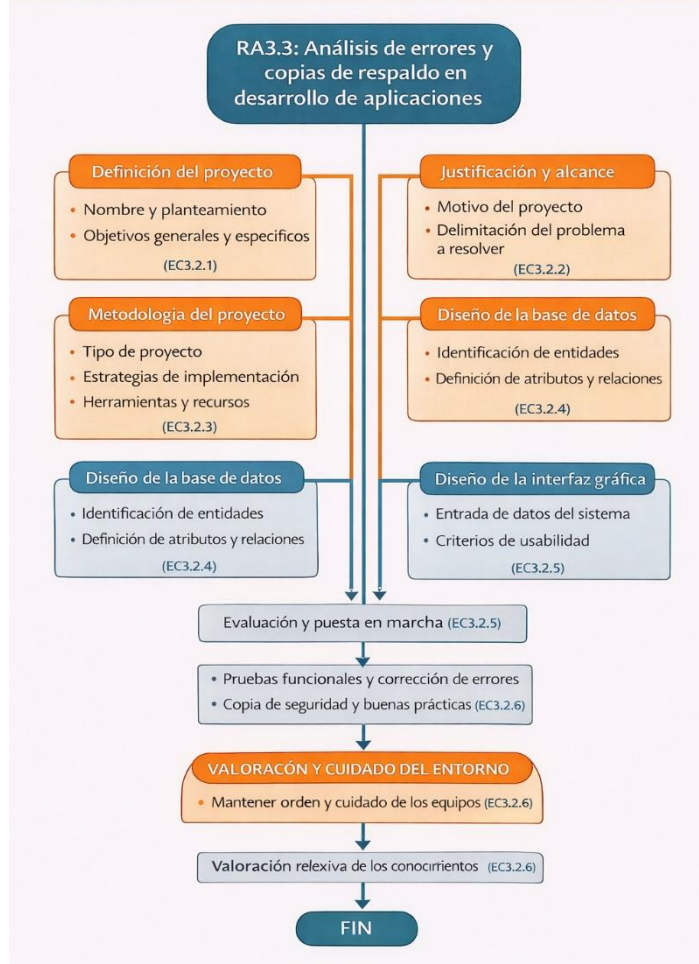 RA3.3: Análisis de errores y
copias de respaldo en
desarrollo de aplicaciones
Definición del proyecto
• Nombre y planteamiento
• Objetivos generales y especificos
(EC3.2.1)
Justificación y alcance
• Motivo del proyecto
• Delimitación del problema
a resolver
(EC3.2.2)
Metodologia del proyecto
• Tipo de proyecto
• Estrategias de implementación
• Herramientas y recursos
(EC3.2.3)
Diseño de la base de datos
• Identificación de entidades
• Definición de atributos y relaciones
(EC3.2.4)
Diseño de la base de datos
• Identificación de entidades
• Definición de atributos y relaciones
(EC3.2.4)
Diseño de la interfaz gráfica
• Entrada de datos del sistema
• Criterios de usabilidad
(EC3.2.5)
Evaluación y puesta en marcha (EC3.2.5)
• Pruebas funcionales y corrección de errores
• Copia de seguridad y buenas prácticas (EC3.2.6)
VALORACÓN Y CUIDADO DEL ENTORNO
• Mantener orden y cuidado de los equipos (EC3.2.6)
Valoración relexiva de los conocirrientos (EC3.2.6)
FIN